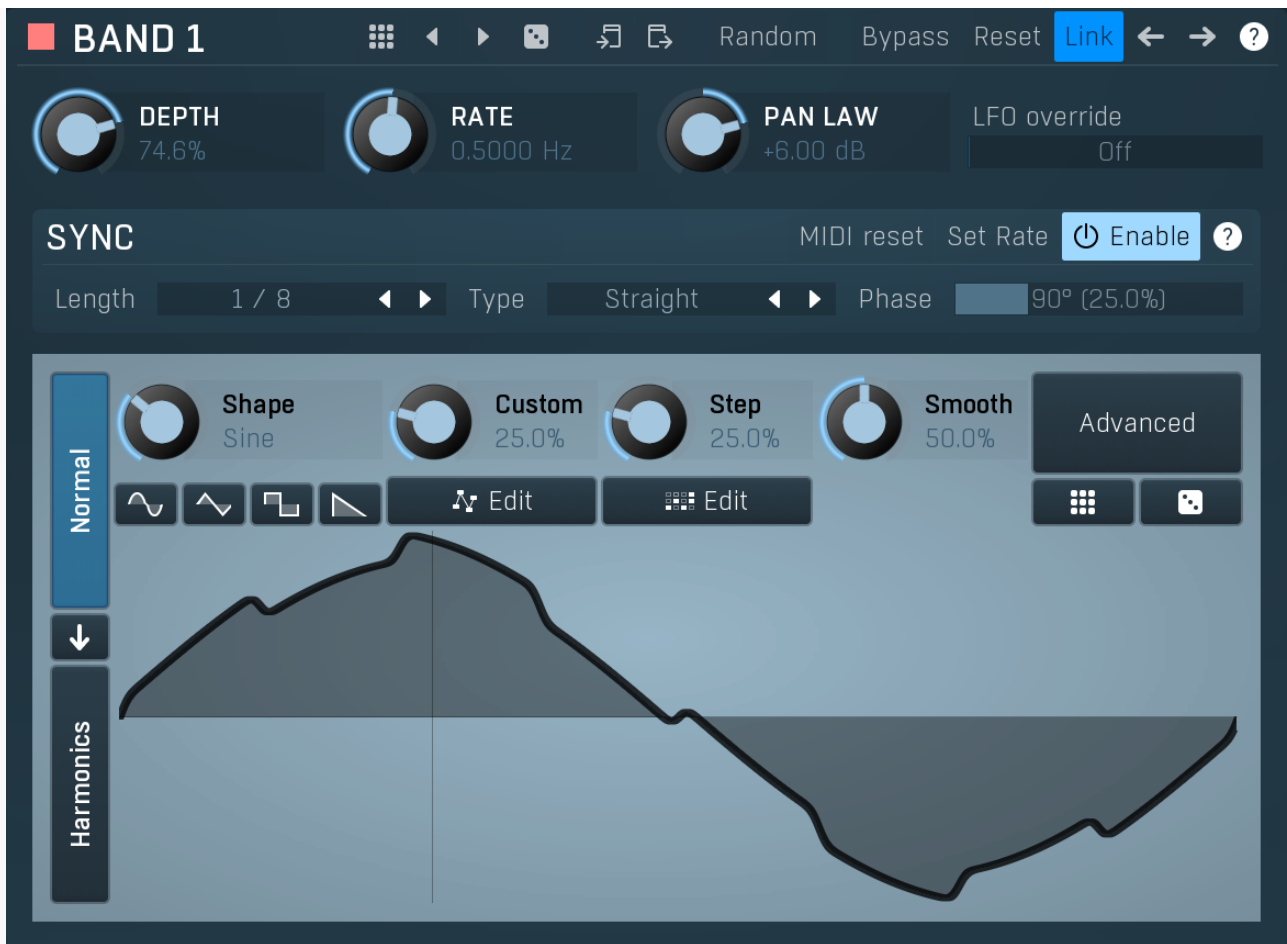 BAND 1 Random Bypass Reset Link ?
DEPTH RATE PAN LAW LFO override
74.6% 0.5000 Hz +6.00 dB Off
SYNC MIDI reset Set Rate Enable ?
Length 1 / 8 Type Straight Phase 90° (25.0%)
Shape Custom Step Smooth Advanced
Sine 25.0% 25.0% 50.0%
Normal
Edit Edit
Harmonics